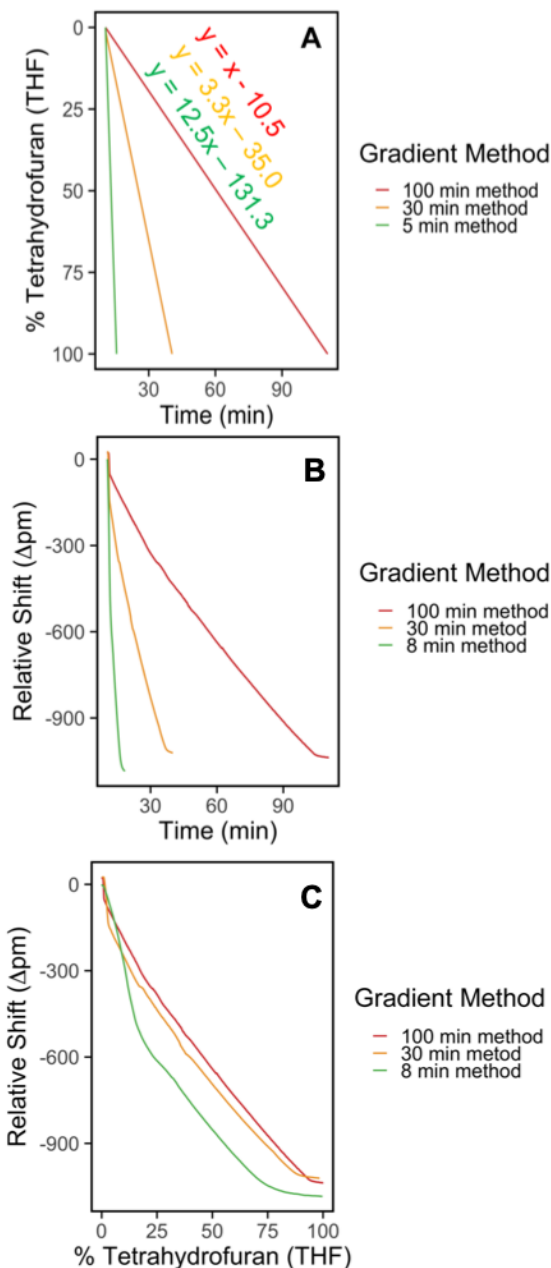 A
0
25
50
75
100
% Tetrahydrofuran (THF)
y = x - 10.5
y = 3.3x – 35.0
y = 12.5x – 131.3
30 60 90
Time (min)
Gradient Method
100 min method
30 min method
5 min method
B
0
-300
-600
-900
Relative Shift (Δpm)
30 60 90
Time (min)
Gradient Method
100 min method
30 min metod
8 min method
C
0
-300
-600
-900
Relative Shift (Δpm)
0 25 50 75 100
% Tetrahydrofuran (THF)
Gradient Method
100 min method
30 min metod
8 min method